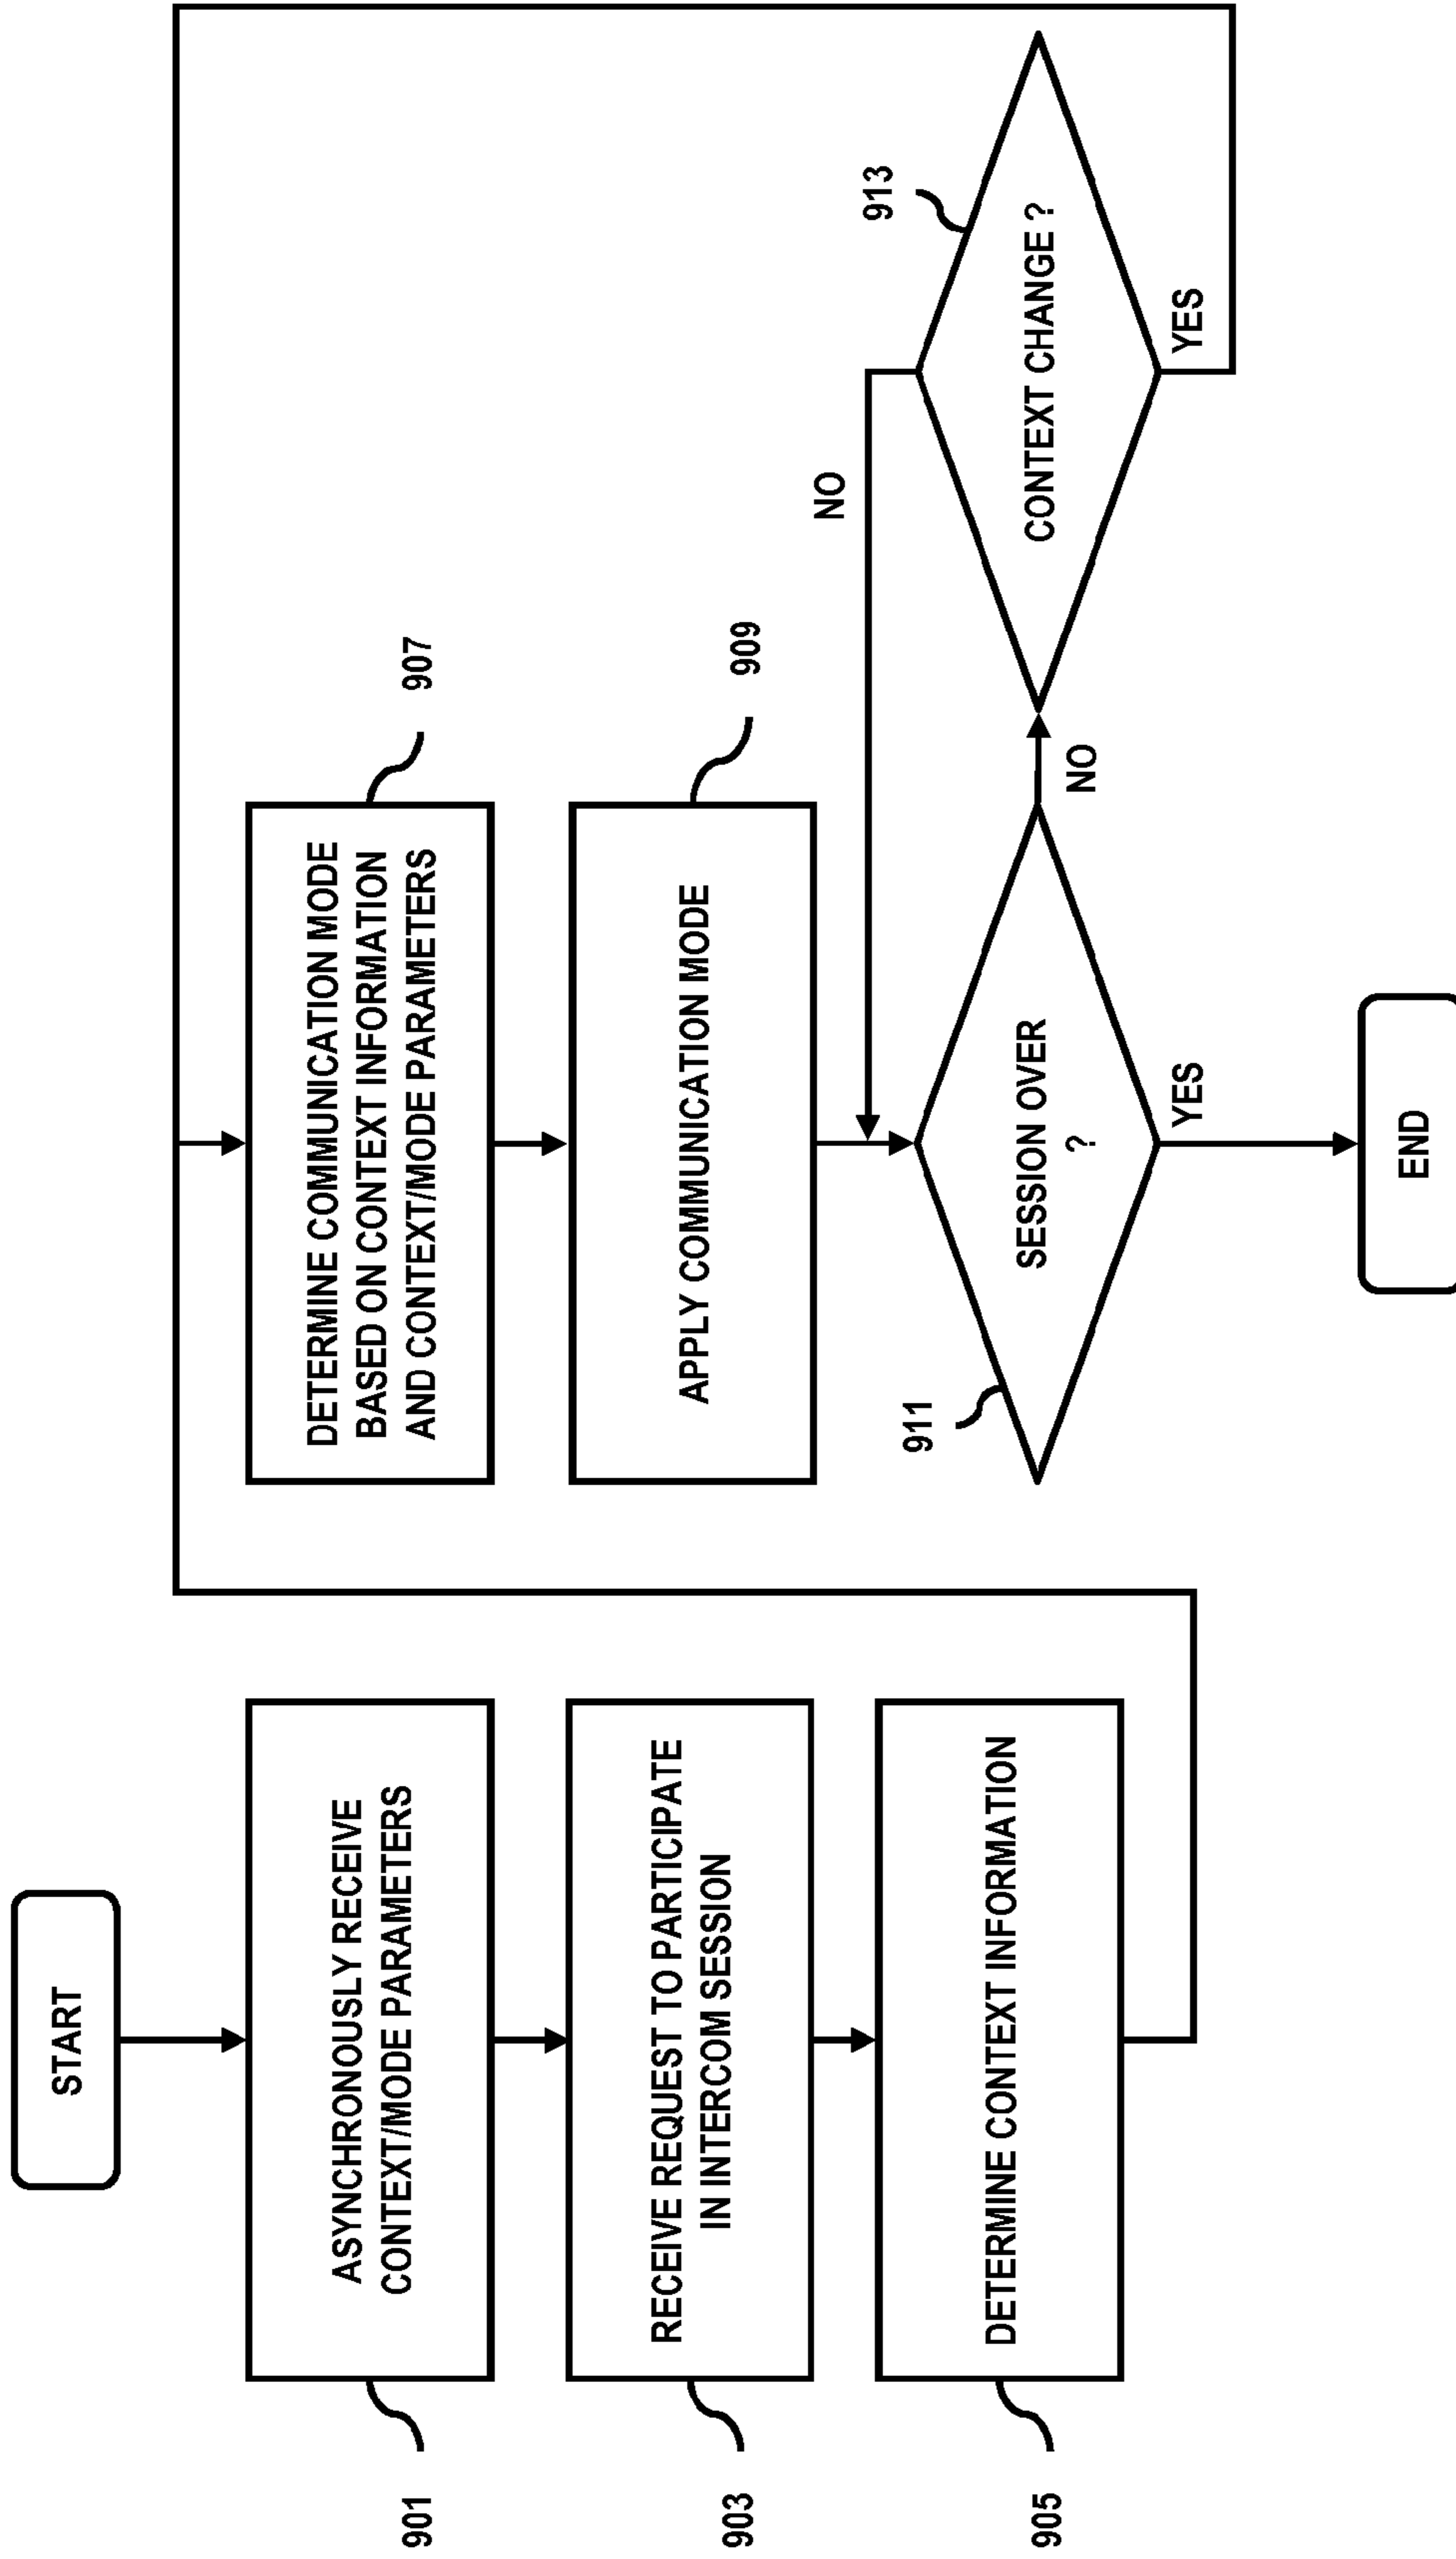 START
ASYNCHRONOUSLY RECEIVE
CONTEXT/MODE PARAMETERS
901
RECEIVE REQUEST TO PARTICIPATE
IN INTERCOM SESSION
903
DETERMINE CONTEXT INFORMATION
905
DETERMINE COMMUNICATION MODE
BASED ON CONTEXT INFORMATION
AND CONTEXT/MODE PARAMETERS
907
APPLY COMMUNICATION MODE
909
NO
SESSION OVER
?
911
NO
YES
CONTEXT CHANGE ?
913
YES
END